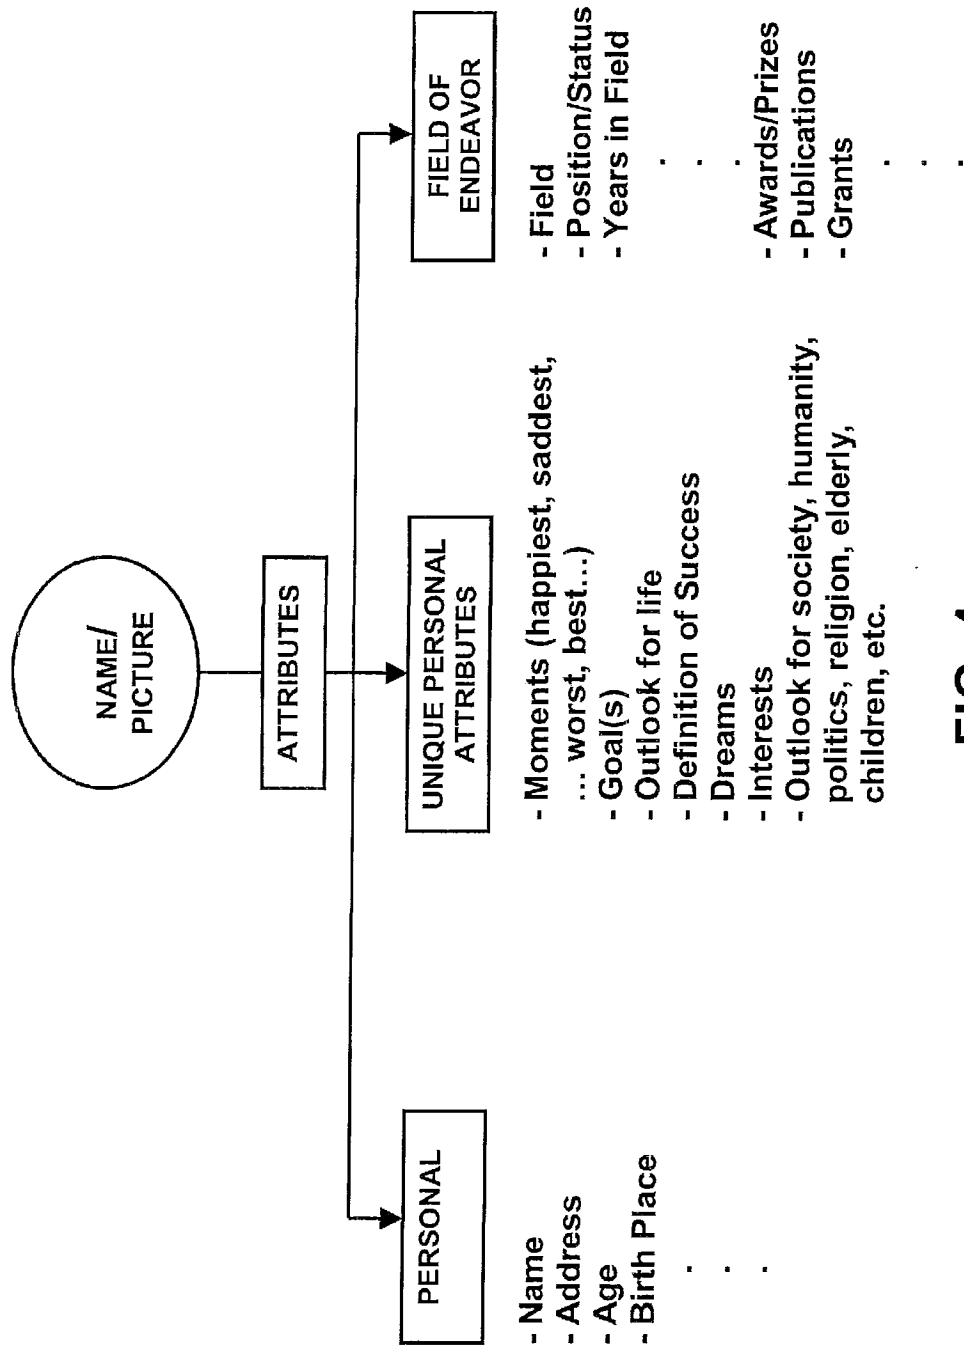 NAME/
PICTURE
ATTRIBUTES
PERSONAL
- Name
- Address
- Age
- Birth Place
.
.
.
UNIQUE PERSONAL
ATTRIBUTES
- Moments (happiest, saddest,
... worst, best...)
- Goal(s)
- Outlook for life
- Definition of Success
- Dreams
- Interests
- Outlook for society, humanity,
politics, religion, elderly,
children, etc.
FIELD OF
ENDEAVOR
- Field
- Position/Status
- Years in Field
.
.
.
- Awards/Prizes
- Publications
- Grants
.
.
.